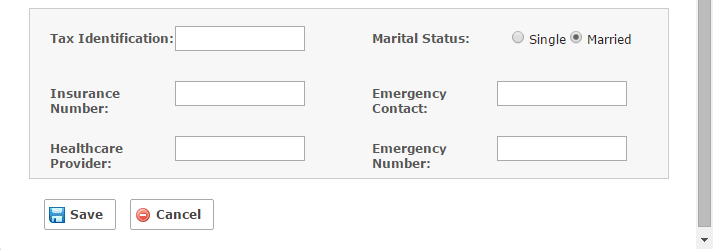 Tax Identification: Marital Status: Single Married
Insurance Number: Emergency Contact:
Healthcare Provider: Emergency Number:
Save Cancel